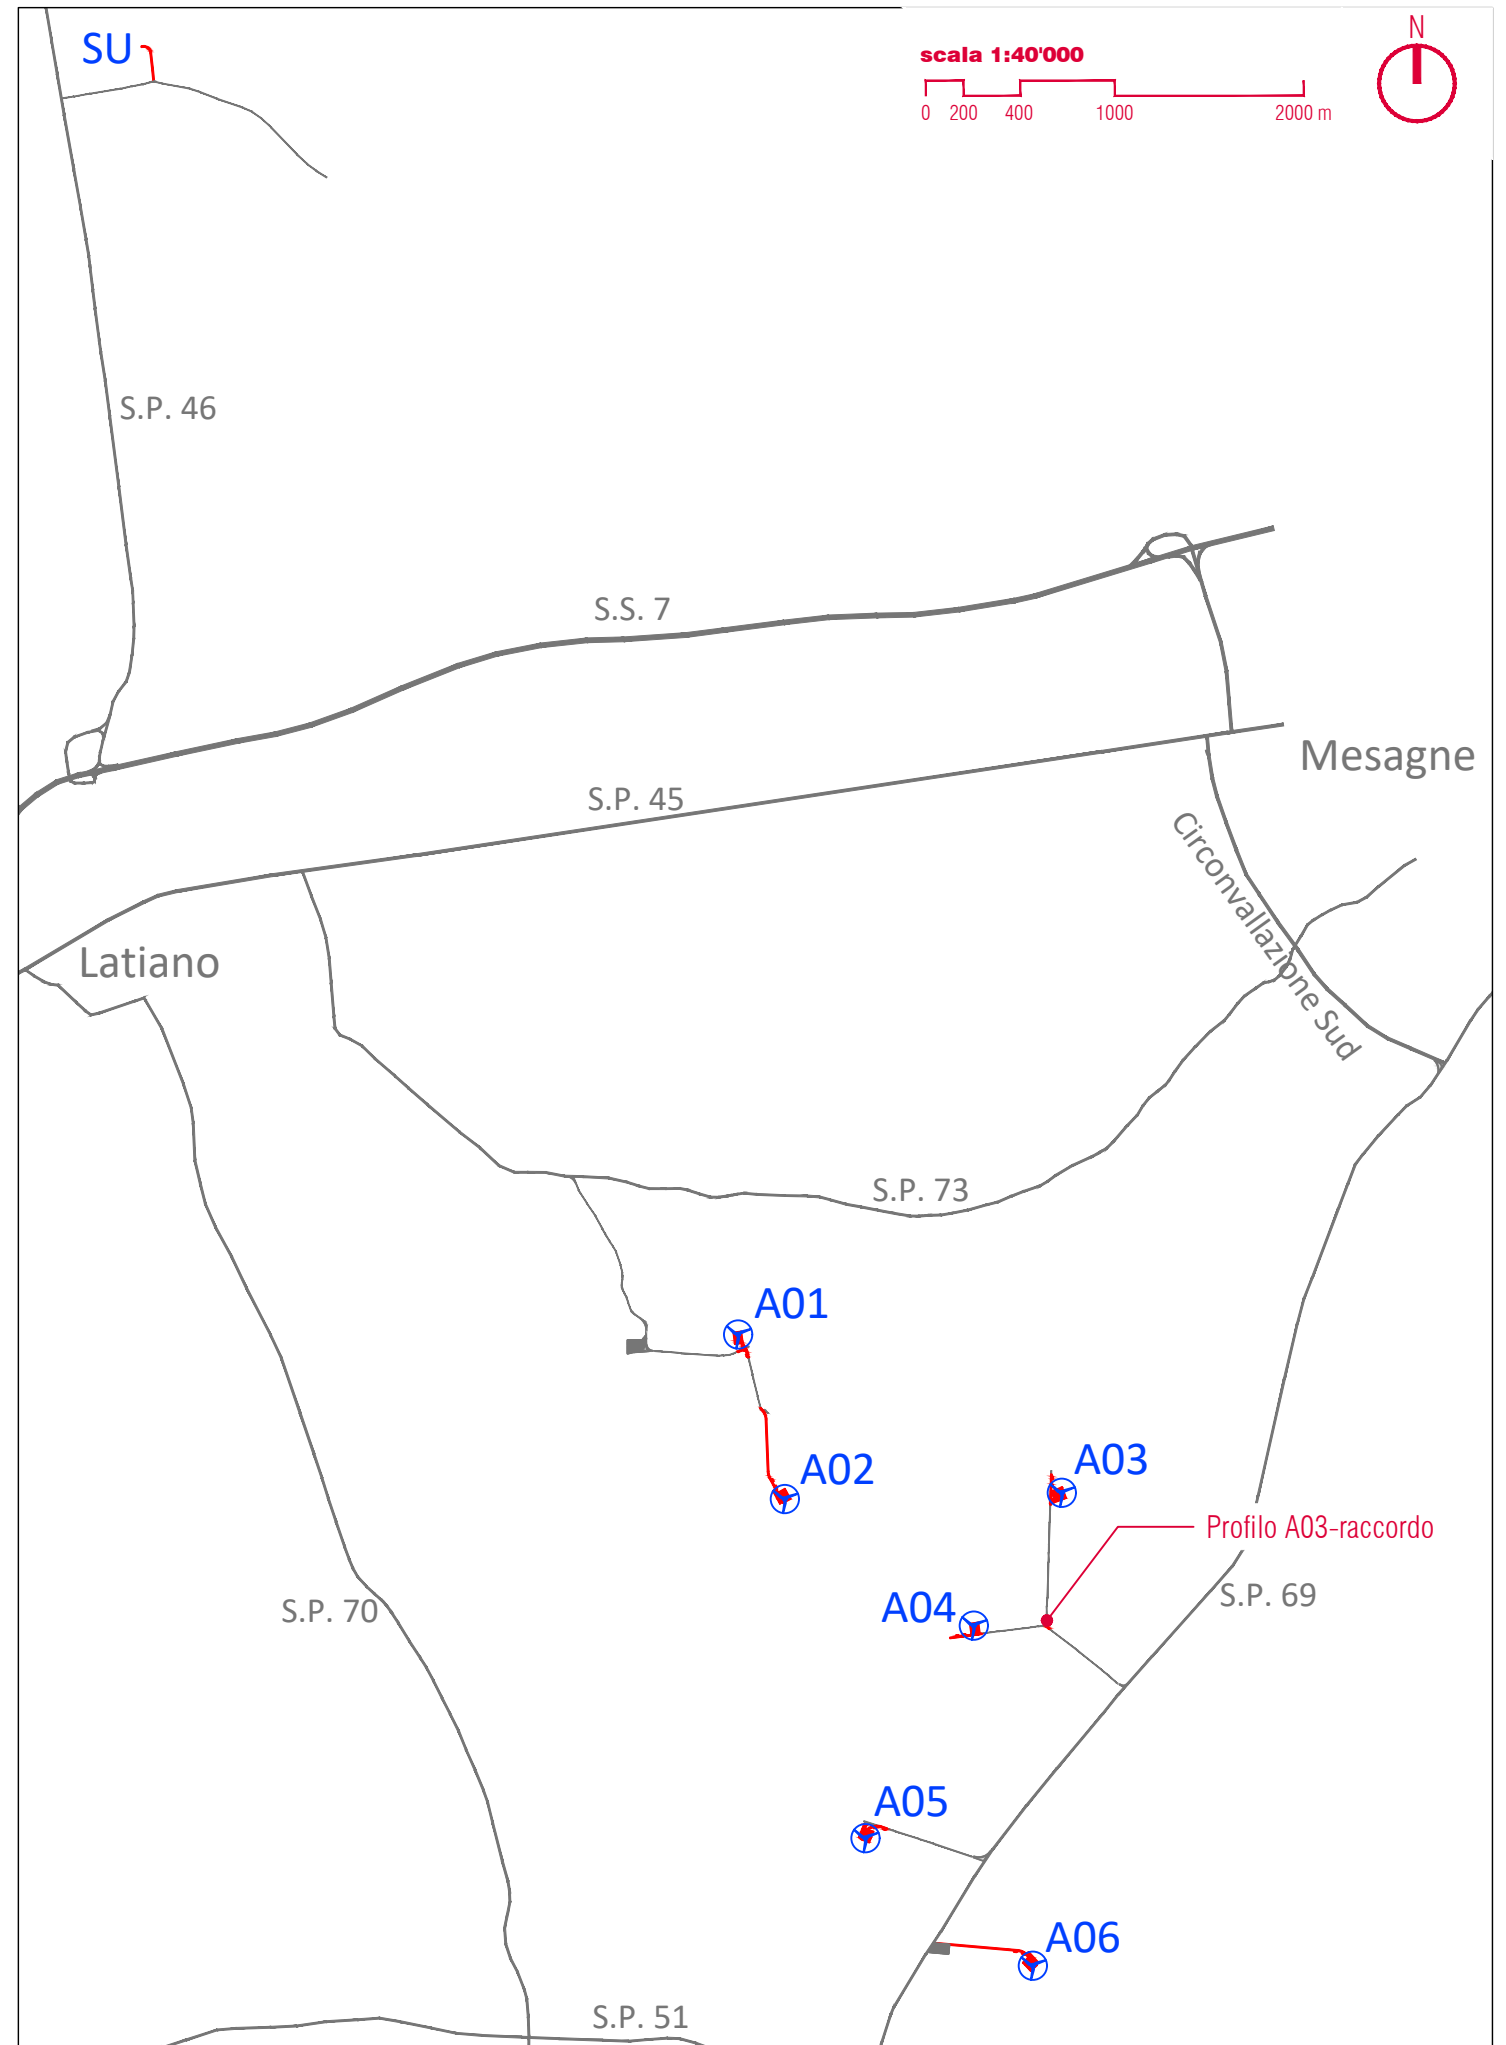 N
SU
scala 1:40'000
0 200 400 1000 2000 m
S.P. 46
S.S. 7
Mesagne
S.P. 45
Circonvallazione Sud
Latiano
S.P. 73
A01
A02
A03
Profilo A03-raccordo
S.P. 69
A04
S.P. 70
A05
A06
S.P. 51